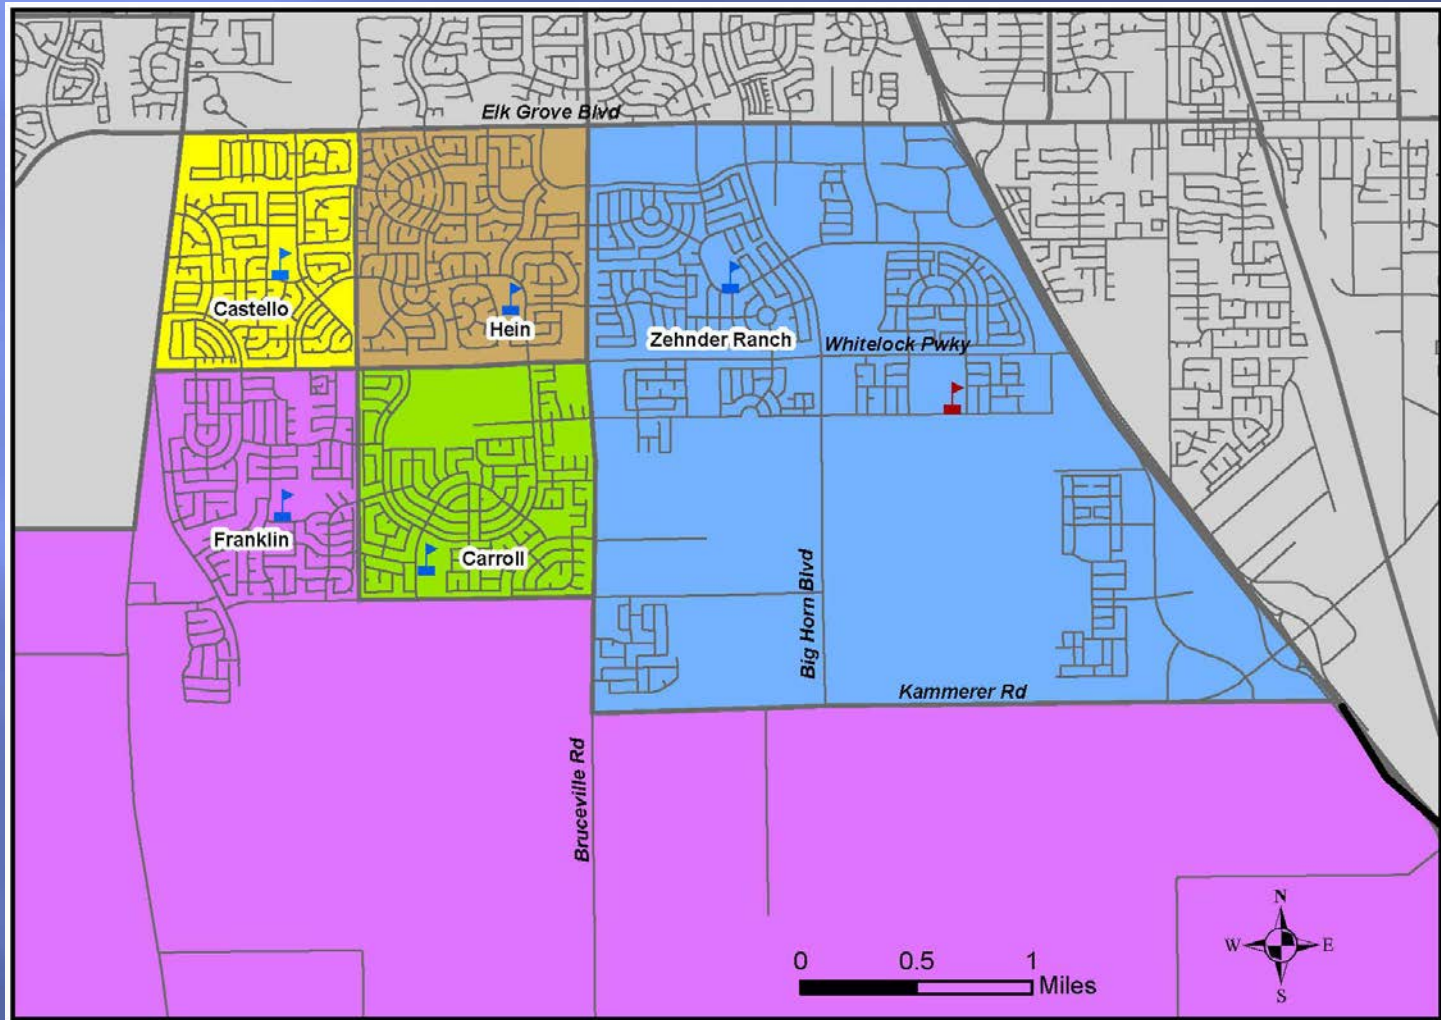 Elk Grove Blvd
Castello
Hein
Zehnder Ranch
Whitelock Pwky
Franklin
Carroll
Big Horn Blvd
Kammerer Rd
Bruceville Rd
N
W E
S
0 0.5 1
Miles